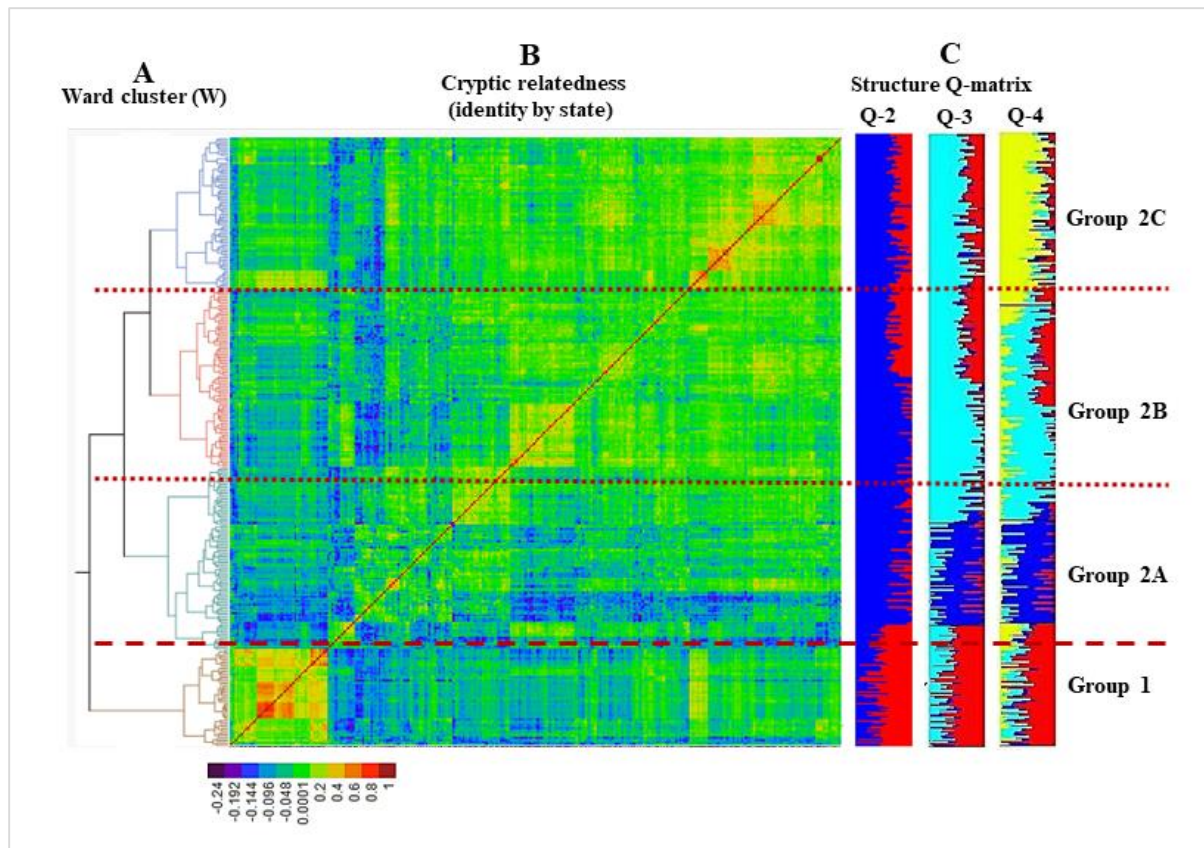 A
Ward cluster (W)
B
Cryptic relatedness
(identity by state)
C
Structure Q-matrix
Q-2 Q-3 Q-4
Group 2C
Group 2B
Group 2A
Group 1
-0.24
-0.192
-0.144
-0.096
-0.048
0.0001
0.2
0.4
0.6
0.8
1